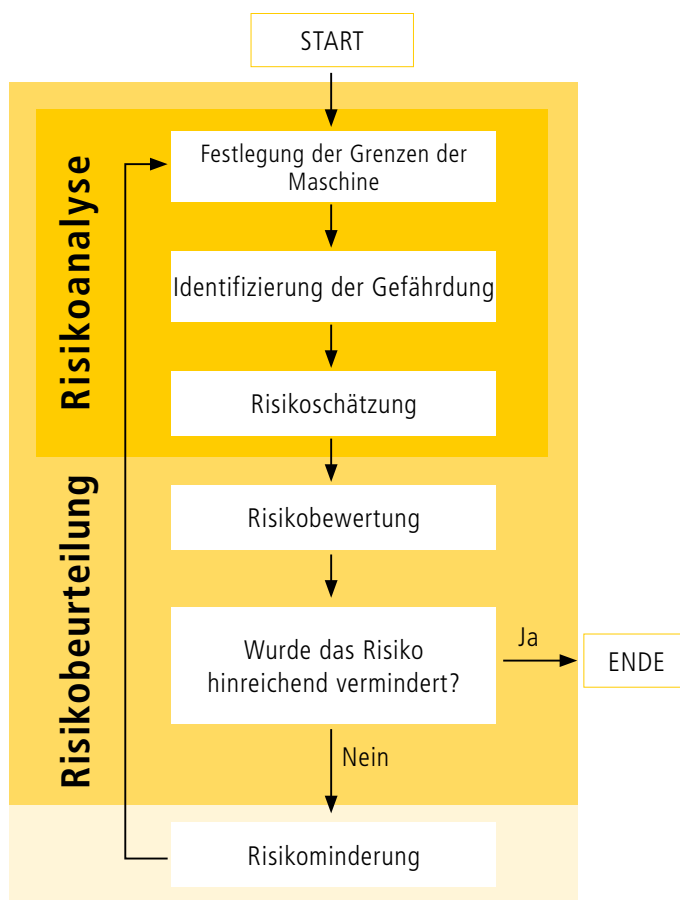 START
Risikoanalyse
Festlegung der Grenzen der
Maschine
Identifizierung der Gefährdung
Risikoschätzung
Risikobeurteilung
Risikobewertung
Wurde das Risiko
hinreichend vermindert?
Ja
ENDE
Nein
Risikominderung